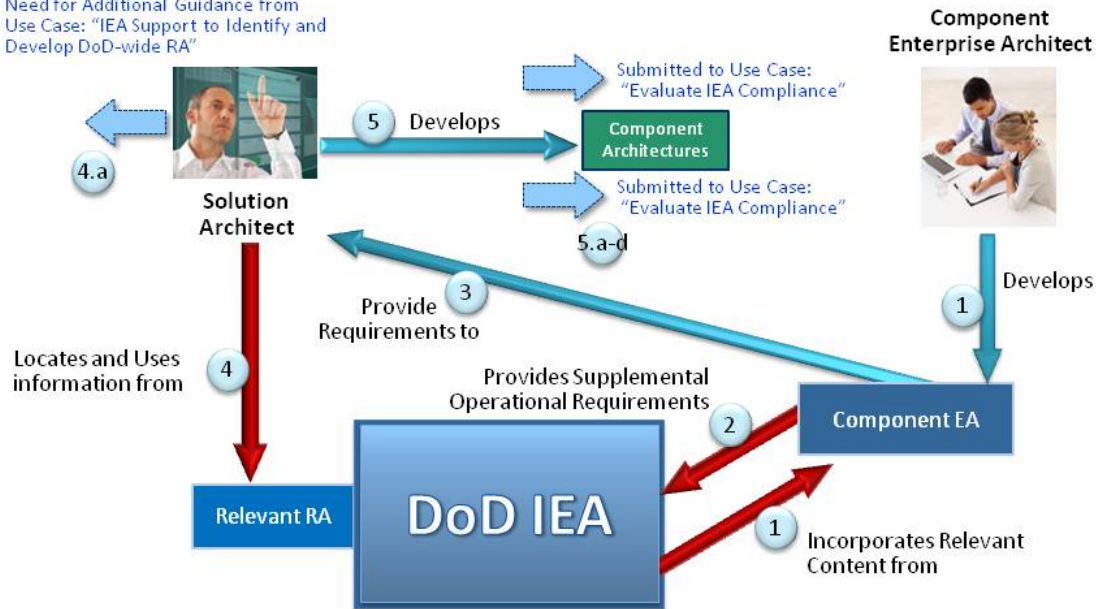 Need for Additional Guidance from
Use Case: “IEA Support to Identify and
Develop DoD-wide RA”
Component
Enterprise Architect
Submitted to Use Case:
“Evaluate IEA Compliance”
5
Develops
Component
Architectures
4.a
Submitted to Use Case:
“Evaluate IEA Compliance”
Solution
Architect
5.a-d
1
Develops
3
Provide
Requirements to
Locates and Uses
information from
4
Provides Supplemental
Operational Requirements
2
Component EA
Relevant RA
DoD IEA
1
Incorporates Relevant
Content from